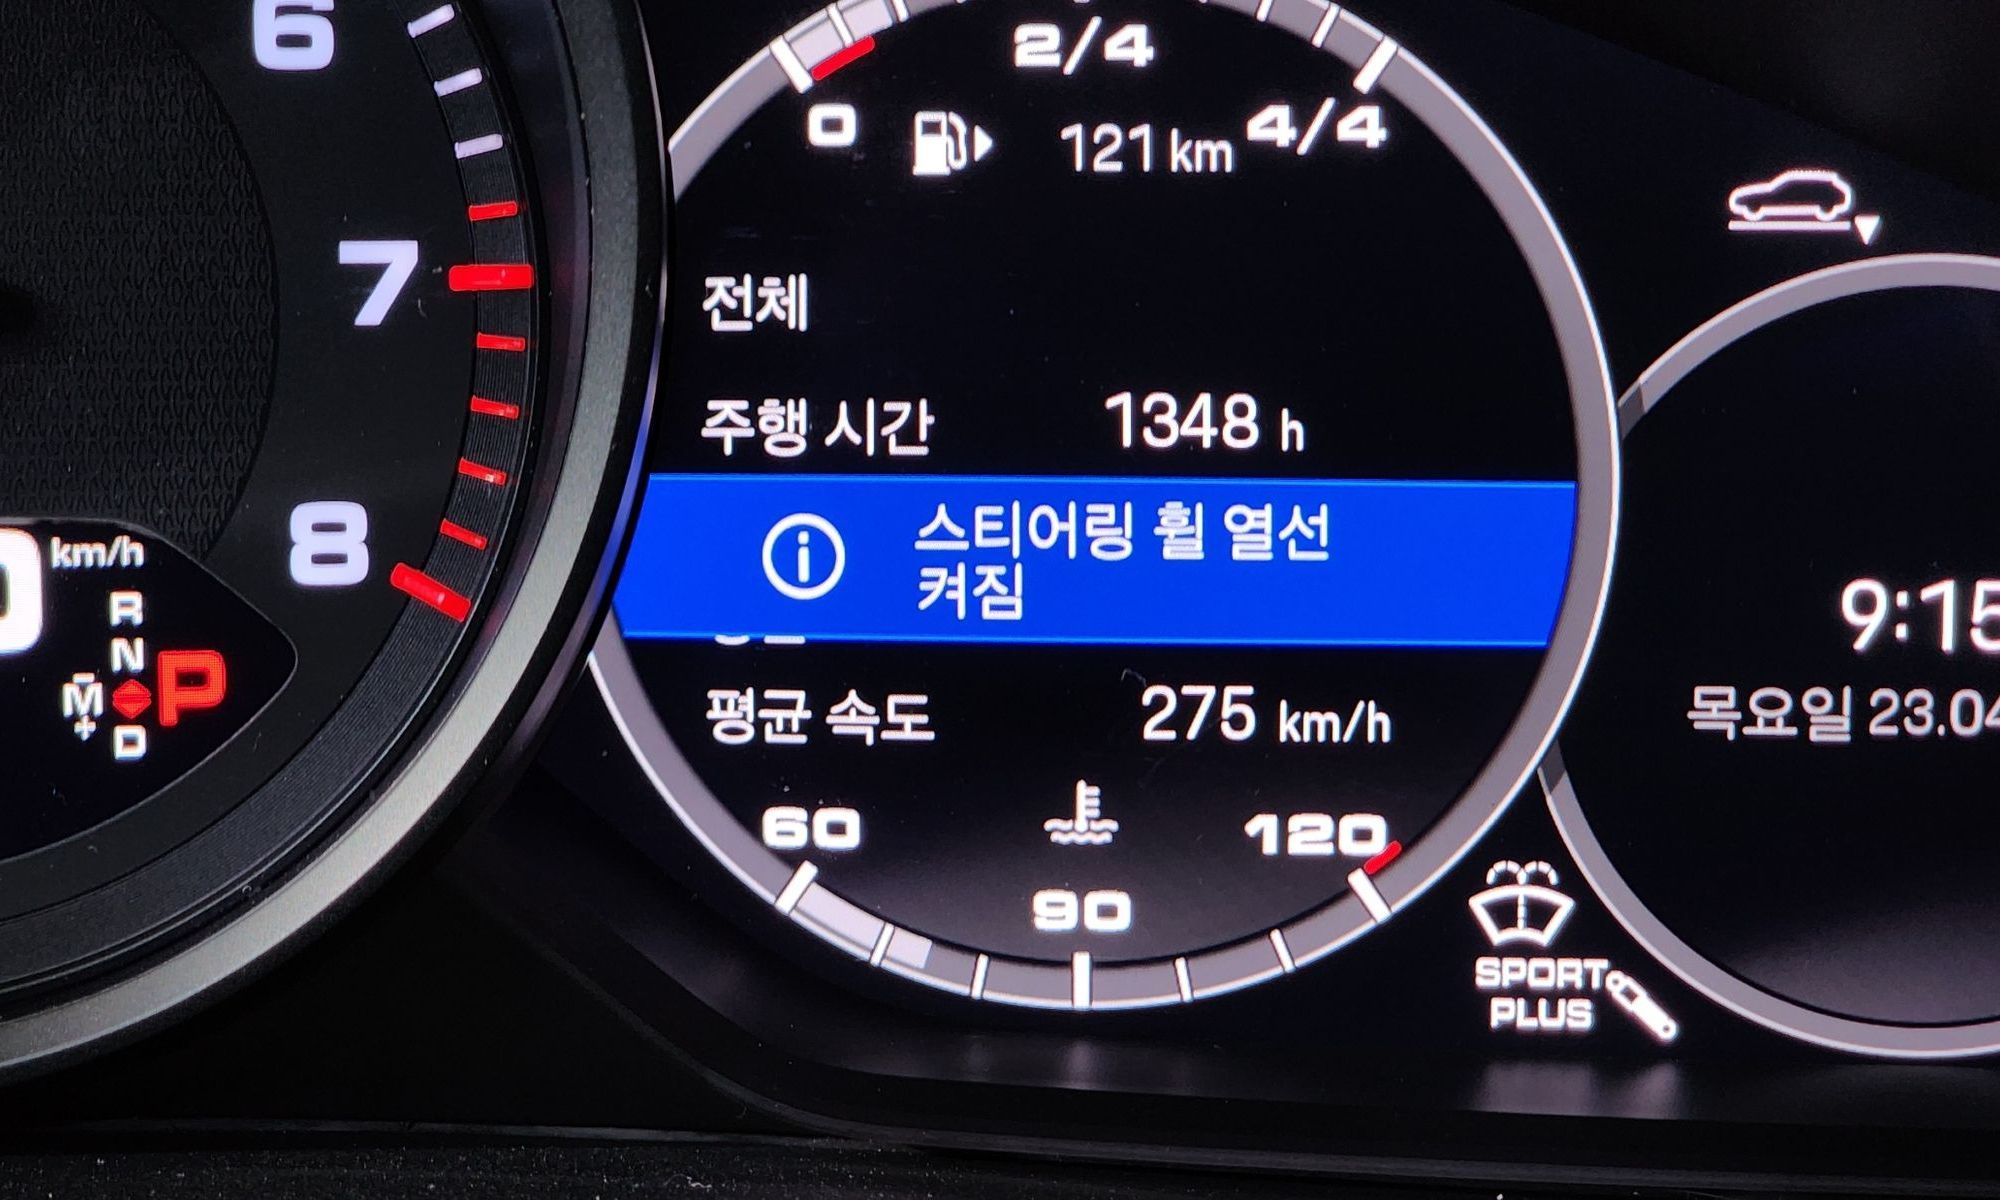 6
7
8
km/h
R
N
M
+
P
D
2/4
0
121 km
4/4
전체
주행 시간 1348 h
스티어링 휠 열선
켜짐
평균 속도 275 km/h
60
120
90
SPORT
PLUS
9:15
목요일 23.04